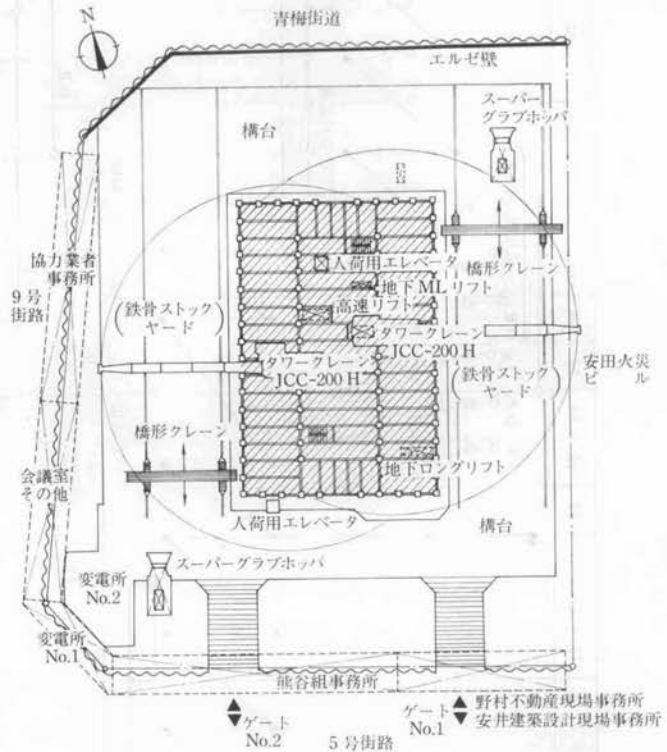 青梅街道
N
エルゼ壁
スーパー
グラブホッパ
構台
協力業者
事務所
9号
街路
人荷用エレベータ
橋形クレーン
地下MLリフト
(鉄骨ストック
ヤード)
高速リフト
タワークレーン
JCC-200H
タワークレーン
JCC-200H
(鉄骨ストック
ヤード)
安田火災
ビル
橋形クレーン
会議室
その他
地下ロングリフト
人荷用エレベータ
構台
スーパーグラブホッパ
変電所
No.2
変電所
No.1
熊谷組事務所
ゲート
No.2
ゲート
No.1
野村不動産現場事務所
安井建築設計現場事務所
5号街路